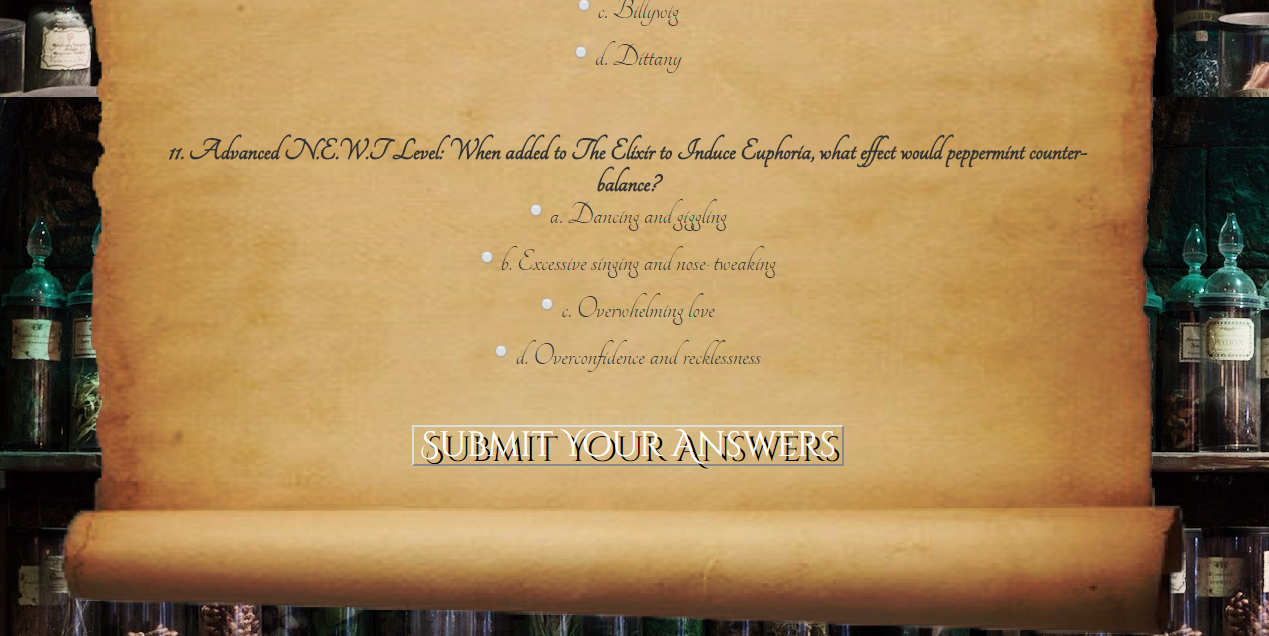 c. Billywig
d. Dittany
11. Advanced N.E.W.T Level: When added to The Elixir to Induce Euphoria, what effect would peppermint counter-
balance?
a. Dancing and giggling
b. Excessive singing and nose-tweaking
c. Overwhelming love
d. Overconfidence and recklessness
Submit Your Answers
POTION